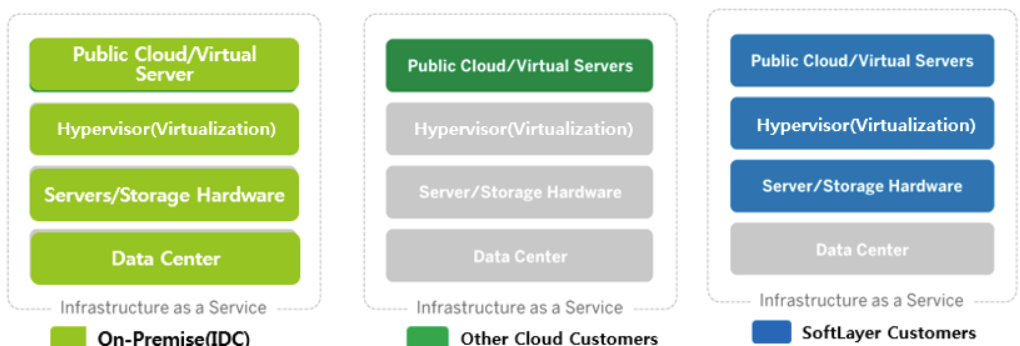 Public Cloud/Virtual
Server
Hypervisor(Virtualization)
Servers/Storage Hardware
Data Center
Infrastructure as a Service
On-Premise(IDC)
Public Cloud/Virtual Servers
Hypervisor(Virtualization)
Server/Storage Hardware
Data Center
Infrastructure as a Service
Other Cloud Customers
Public Cloud/Virtual Servers
Hypervisor(Virtualization)
Server/Storage Hardware
Data Center
Infrastructure as a Service
SoftLayer Customers